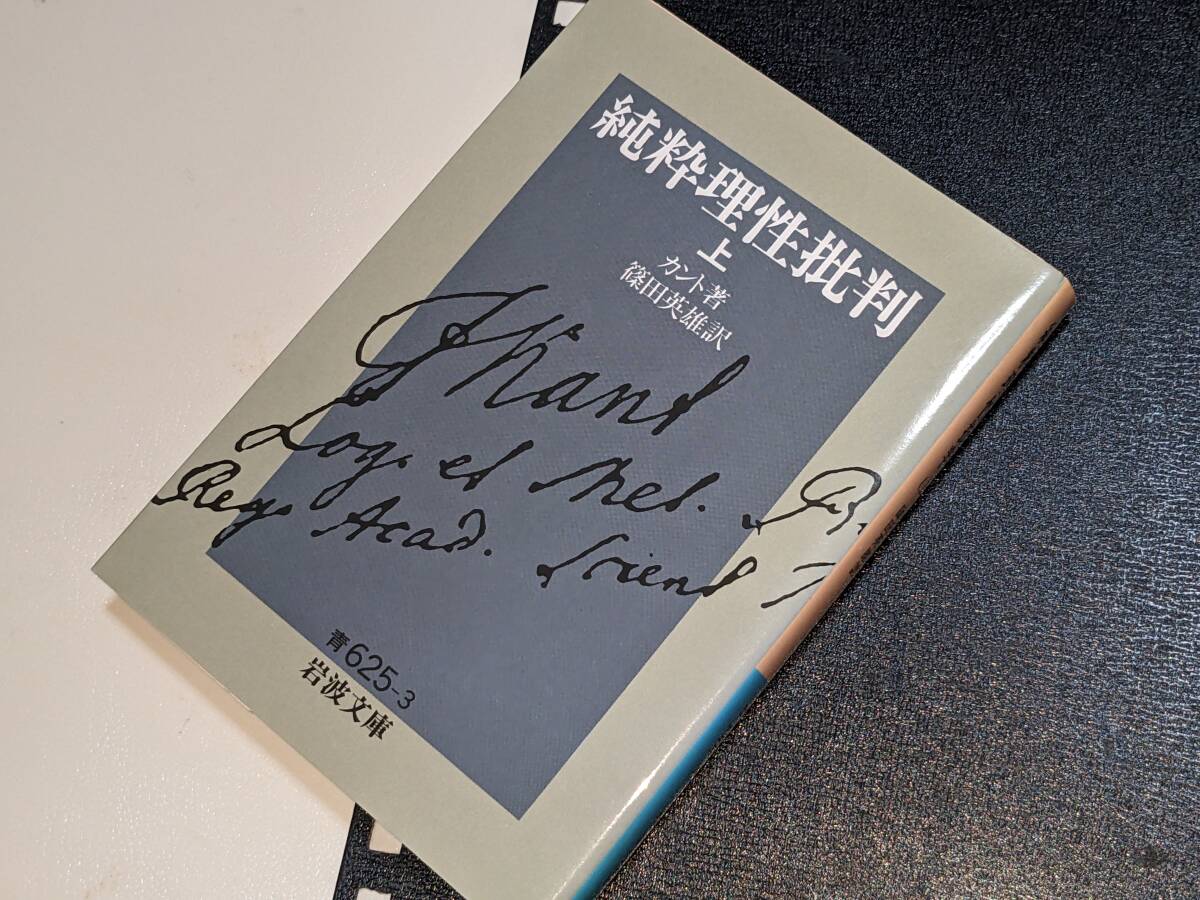 純粋理性批判
上
カント著
篠田英雄訳
IKant
Log. et Met.
Reg. Acad.
青625-3
岩波文庫